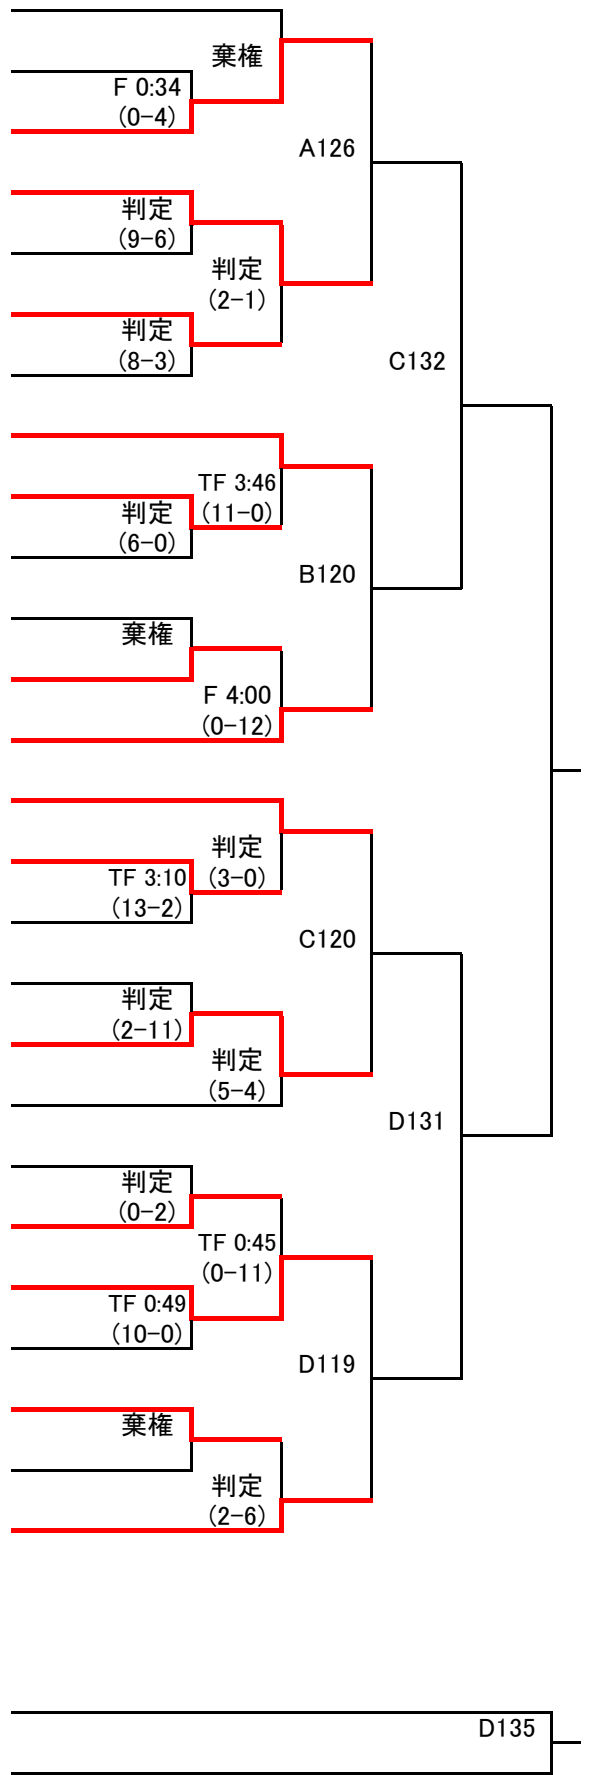 棄権
F 0:34
(0-4)
A126
判定
(9-6)
判定
(2-1)
判定
(8-3)
C132
TF 3:46
(11-0)
判定
(6-0)
B120
棄権
F 4:00
(0-12)
判定
(3-0)
TF 3:10
(13-2)
C120
判定
(2-11)
判定
(5-4)
D131
判定
(0-2)
TF 0:45
(0-11)
TF 0:49
(10-0)
D119
棄権
判定
(2-6)
D135